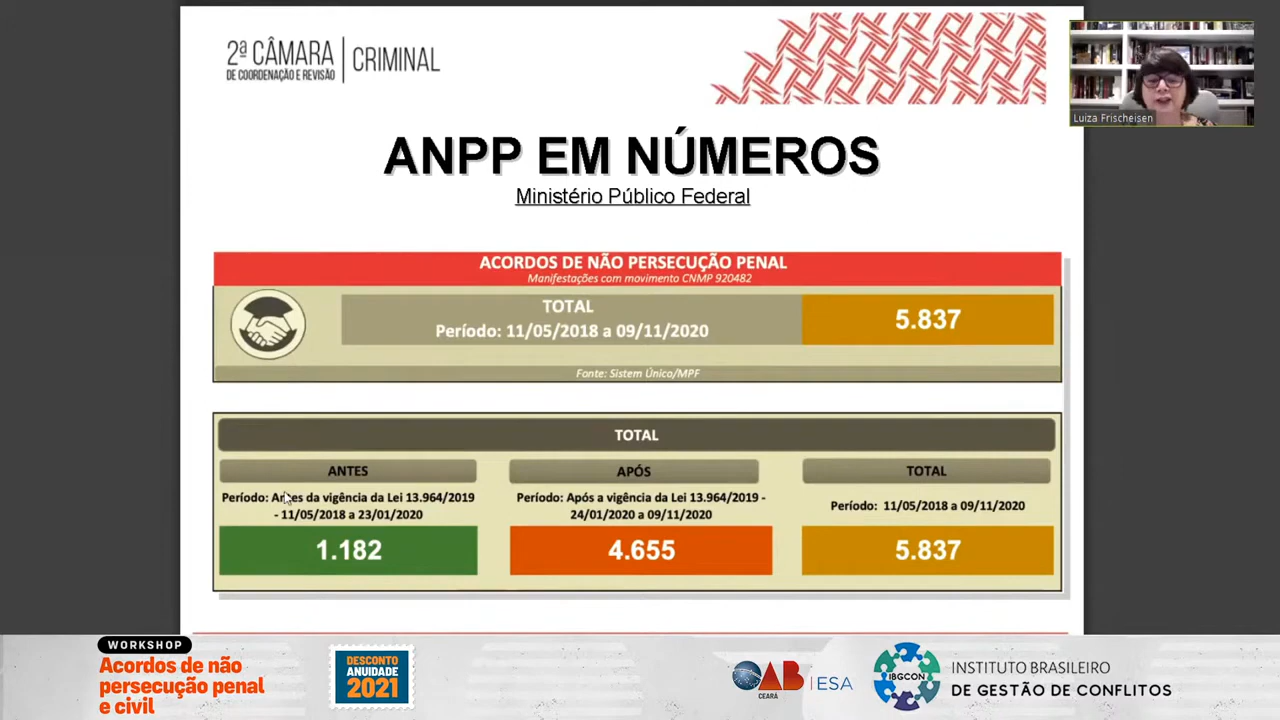 2ª CÂMARA
DE COORDENAÇÃO E REVISÃO
CRIMINAL
Luiza Frischeisen
ANPP EM NÚMEROS
Ministério Público Federal
ACORDOS DE NÃO PERSECUÇÃO PENAL
Manifestações com movimento CNMP 920482
TOTAL
Período: 11/05/2018 a 09/11/2020
5.837
Fonte: Sistem Único/MPF
TOTAL
ANTES
APÓS
TOTAL
Período: Antes da vigência da Lei 13.964/2019
- 11/05/2018 a 23/01/2020
Período: Após a vigência da Lei 13.964/2019 -
24/01/2020 a 09/11/2020
Período: 11/05/2018 a 09/11/2020
1.182
4.655
5.837
WORKSHOP
Acordos de não
persecução penal
e civil
DESCONTO
ANUIDADE
2021
OAB
CEARÁ
ESA
IBGCON
INSTITUTO BRASILEIRO
DE GESTÃO DE CONFLITOS